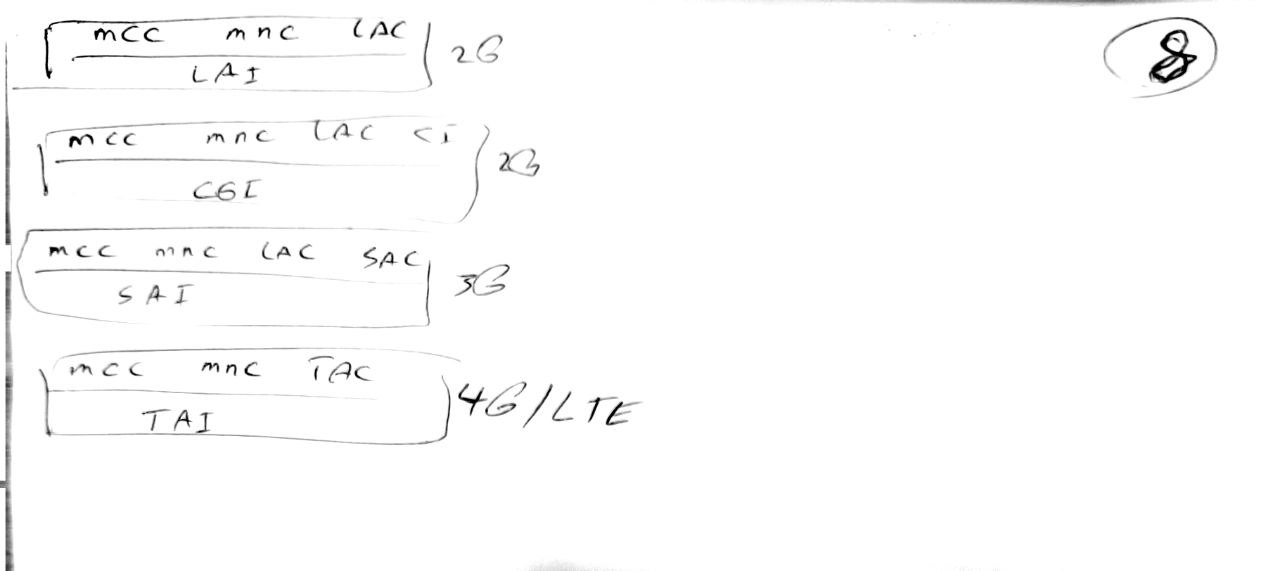 8
mcc mnc LAC
LAI
2G
mcc mnc LAC CI
CGI
2G
mcc mnc LAC SAC
SAI
3G
mcc mnc TAC
TAI
4G/LTE